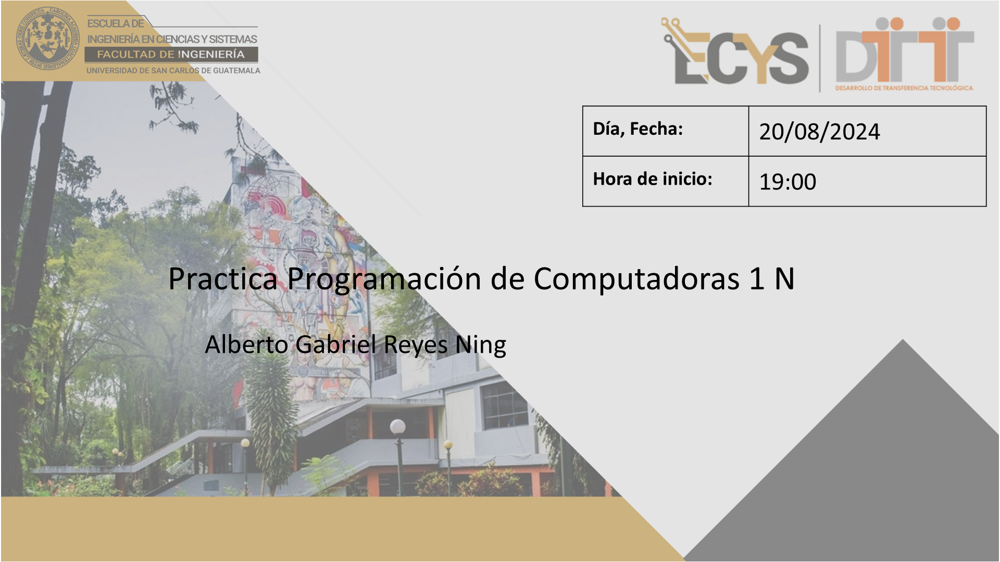 ESCUELA DE
INGENIERÍA EN CIENCIAS Y SISTEMAS
FACULTAD DE INGENIERÍA
UNIVERSIDAD DE SAN CARLOS DE GUATEMALA
ECYS
DTT
DESARROLLO DE TRANSFERENCIA TECNOLÓGICA
Día, Fecha: 20/08/2024
Hora de inicio: 19:00
Practica Programación de Computadoras 1 N
Alberto Gabriel Reyes Ning